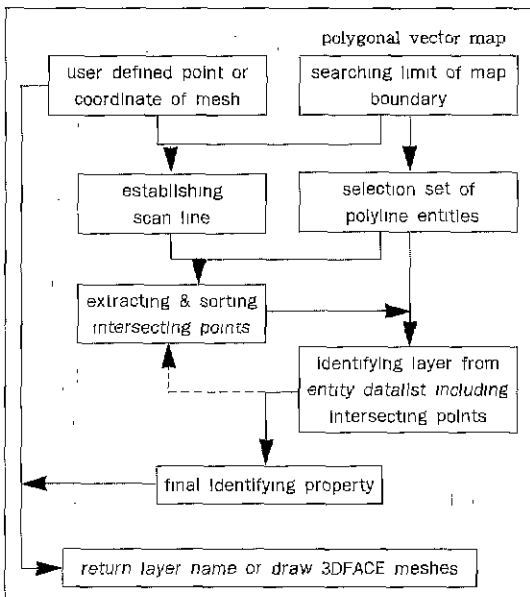 polygonal vector map
user defined point or
coordinate of mesh
searching limit of map
boundary
establishing
scan line
selection set of
polyline entities
extracting & sorting
intersecting points
identifying layer from
entity datalist including
intersecting points
final identifying property
return layer name or draw 3DFACE meshes